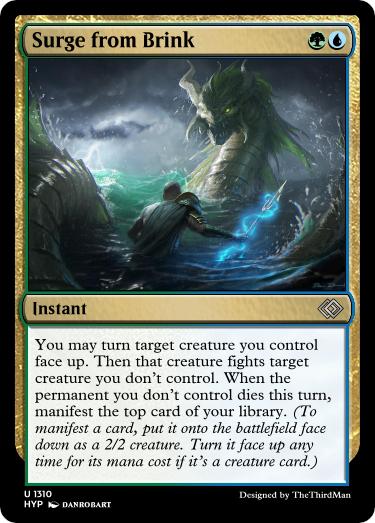 Surge from Brink
Instant
You may turn target creature you control
face up. Then that creature fights target
creature you don't control. When the
permanent you don't control dies this turn,
manifest the top card of your library. (To
manifest a card, put it onto the battlefield face
down as a 2/2 creature. Turn it face up any
time for its mana cost if it's a creature card.)
U 1310
HYP DANROBART
Designed by TheThirdMan